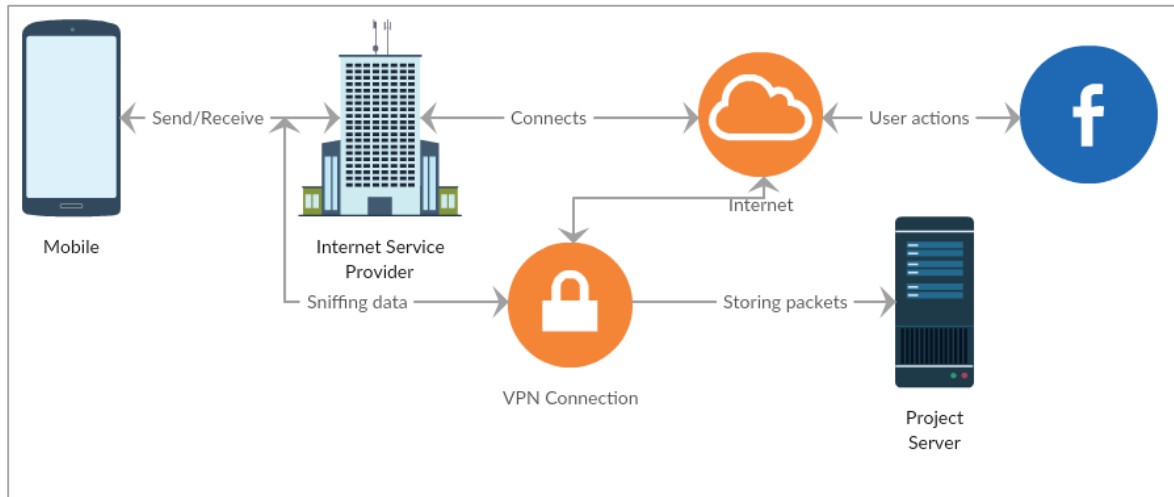 Send/Receive
Connects
User actions
f
Internet
Mobile
Internet Service
Provider
Sniffing data
Storing packets
VPN Connection
Project
Server